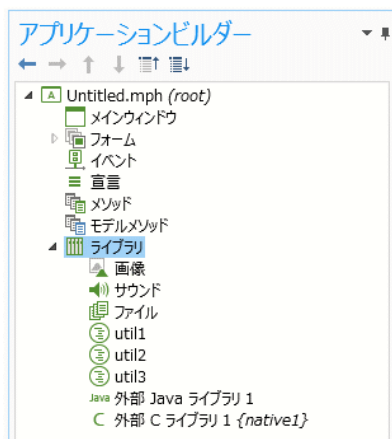 アプリケーションビルダー
Untitled.mph (root)
メインウィンドウ
フォーム
イベント
宣言
メソッド
モデルメソッド
ライブラリ
画像
サウンド
ファイル
util1
util2
util3
Java 外部 Java ライブラリ 1
C 外部 C ライブラリ 1 {native1}